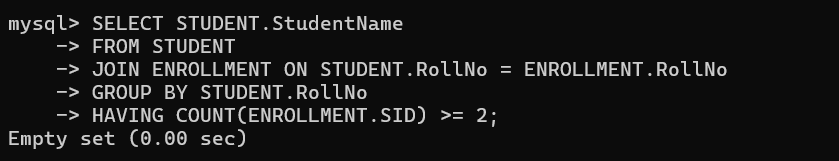 mysql> SELECT STUDENT.StudentName
    -> FROM STUDENT
    -> JOIN ENROLLMENT ON STUDENT.RollNo = ENROLLMENT.RollNo
    -> GROUP BY STUDENT.RollNo
    -> HAVING COUNT(ENROLLMENT.SID) >= 2;
Empty set (0.00 sec)